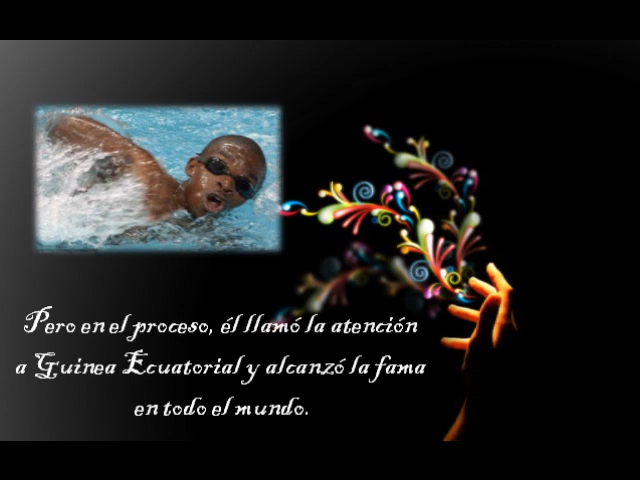 Pero en el proceso, él llamó la atención
a Guinea Ecuatorial y alcanzó la fama
en todo el mundo.